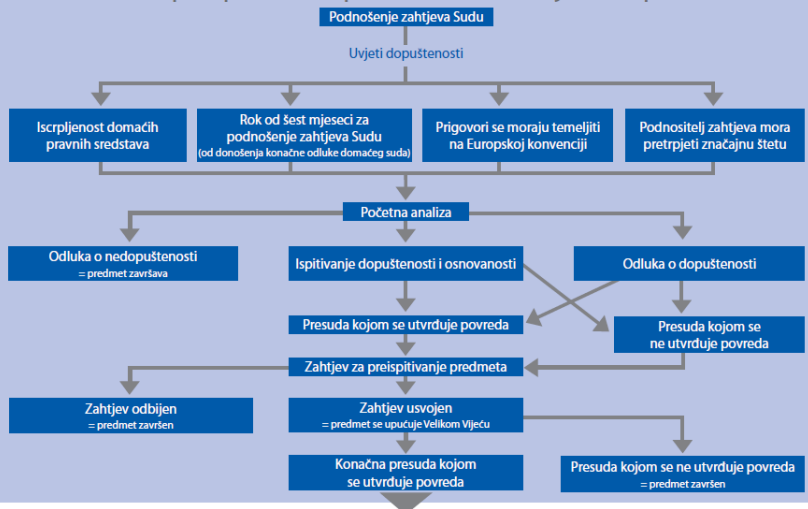 Podnošenje zahtjeva Sudu
Uvjeti dopuštenosti
Iscrpljenost domaćih
pravnih sredstava
Rok od šest mjeseci za
podnošenje zahtjeva Sudu
(od donošenja konačne odluke domaćeg suda)
Prigovori se moraju temeljiti
na Europskoj konvenciji
Podnositelj zahtjeva mora
pretrpjeti značajnu štetu
Početna analiza
Odluka o nedopuštenosti
= predmet završava
Ispitivanje dopuštenosti i osnovanosti
Odluka o dopuštenosti
Presuda kojom se utvrđuje povreda
Presuda kojom se
ne utvrđuje povreda
Zahtjev za preispitivanje predmeta
Zahtjev odbijen
= predmet završen
Zahtjev usvojen
= predmet se upućuje Velikom Vijeću
Konačna presuda kojom
se utvrđuje povreda
Presuda kojom se ne utvrđuje povreda
= predmet završen